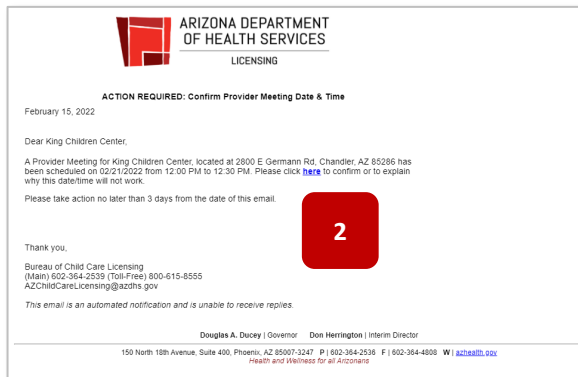 ARIZONA DEPARTMENT
OF HEALTH SERVICES
LICENSING
ACTION REQUIRED: Confirm Provider Meeting Date & Time
February 15, 2022
Dear King Children Center,
A Provider Meeting for King Children Center, located at 2800 E Germann Rd, Chandler, AZ 85286 has
been scheduled on 02/21/2022 from 12:00 PM to 12:30 PM. Please click here to confirm or to explain
why this date/time will not work.
Please take action no later than 3 days from the date of this email.
2
Thank you,
Bureau of Child Care Licensing
(Main) 602-364-2539 (Toll-Free) 800-615-8555
AZChildCareLicensing@azdhs.gov
This email is an automated notification and is unable to receive replies.
Douglas A. Ducey | Governor Don Herrington | Interim Director
150 North 18th Avenue, Suite 400, Phoenix, AZ 85007-3247 P | 602-364-2536 F | 602-364-4808 W | azhealth.gov
Health and Wellness for all Arizonans